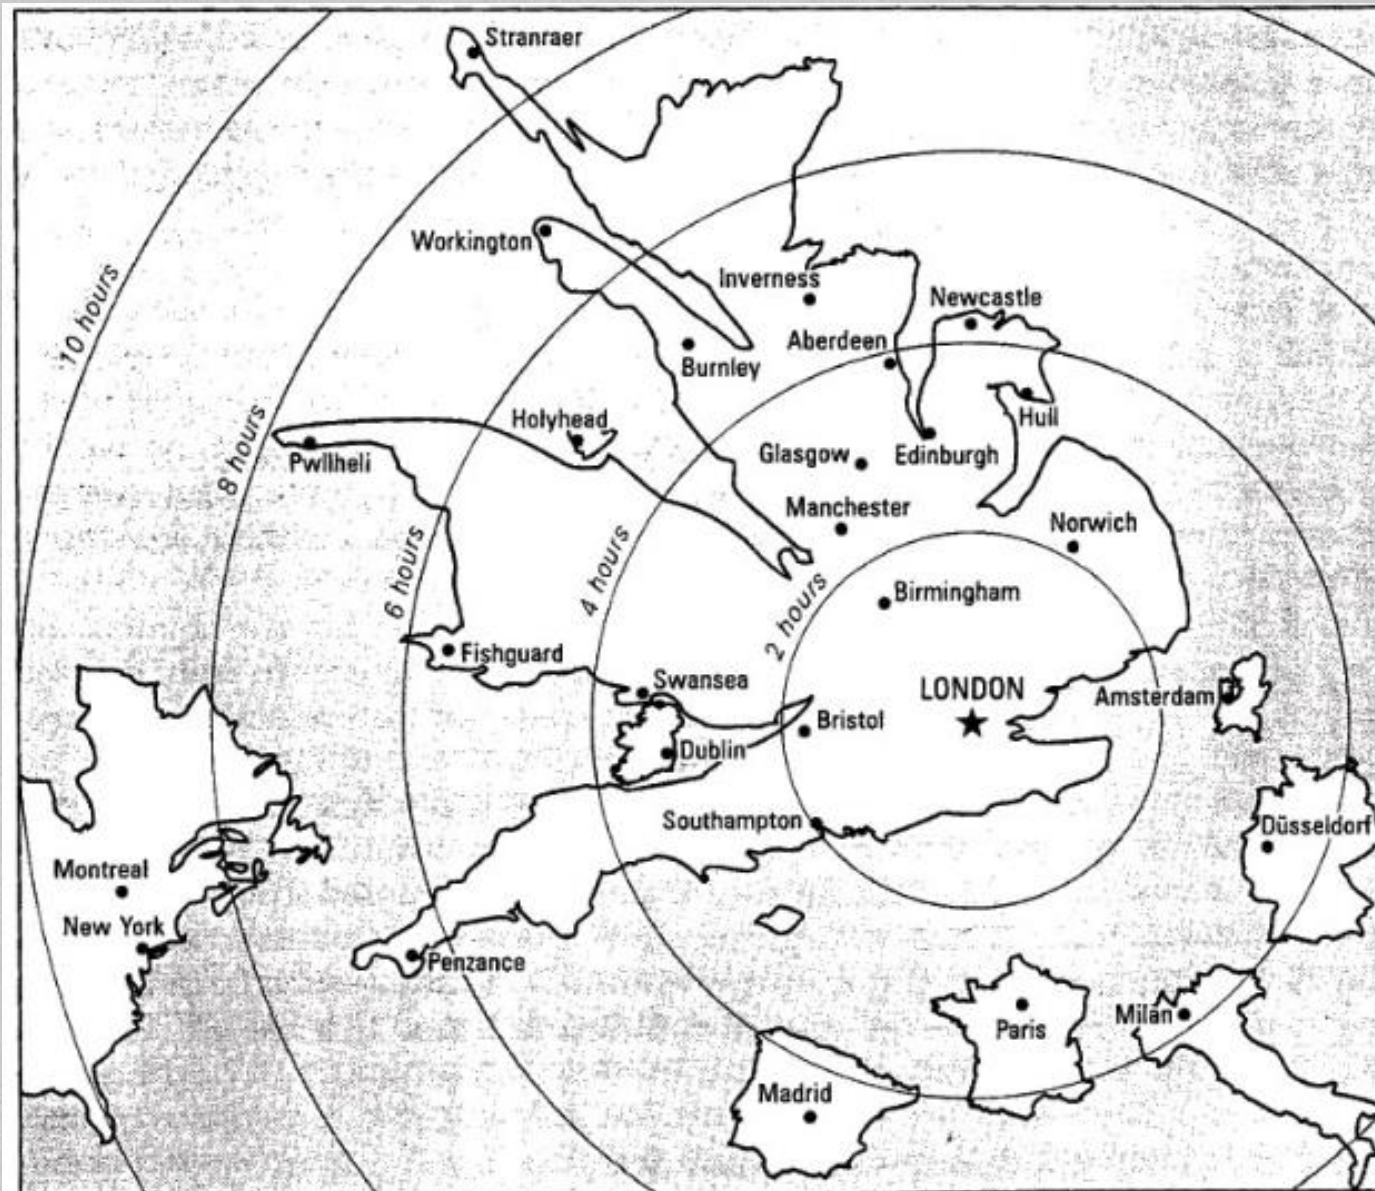 Stranraer
Workington
Inverness
Newcastle
10 hours
Aberdeen
Burnley
Hull
Holyhead
8 hours
Pwllheli
Glasgow
Edinburgh
Manchester
Norwich
6 hours
4 hours
2 hours
Birmingham
Fishguard
Swansea
LONDON
Amsterdam
Bristol
Dublin
Southampton
Düsseldorf
Montreal
New York
Penzance
Paris
Milan
Madrid